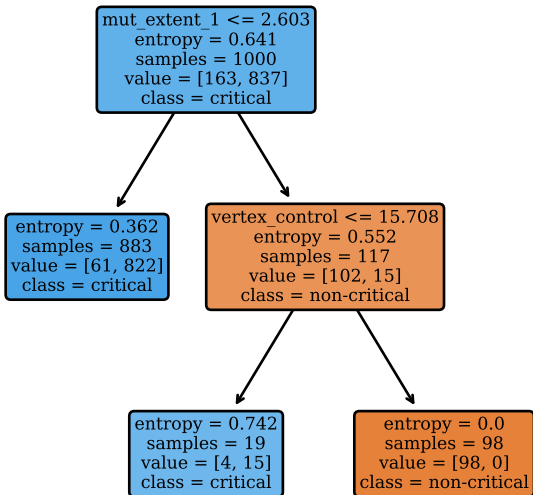 mut_extent_1 <= 2.603
entropy = 0.641
samples = 1000
value = [163, 837]
class = critical
entropy = 0.362
samples = 883
value = [61, 822]
class = critical
vertex_control <= 15.708
entropy = 0.552
samples = 117
value = [102, 15]
class = non-critical
entropy = 0.742
samples = 19
value = [4, 15]
class = critical
entropy = 0.0
samples = 98
value = [98, 0]
class = non-critical